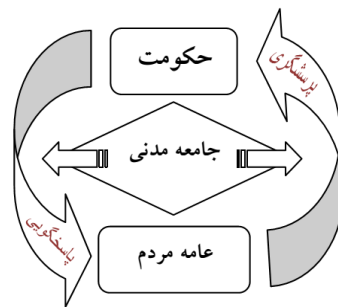 حکومت
پرسشگری
جامعه مدنی
پاسخگویی
عامه مردم